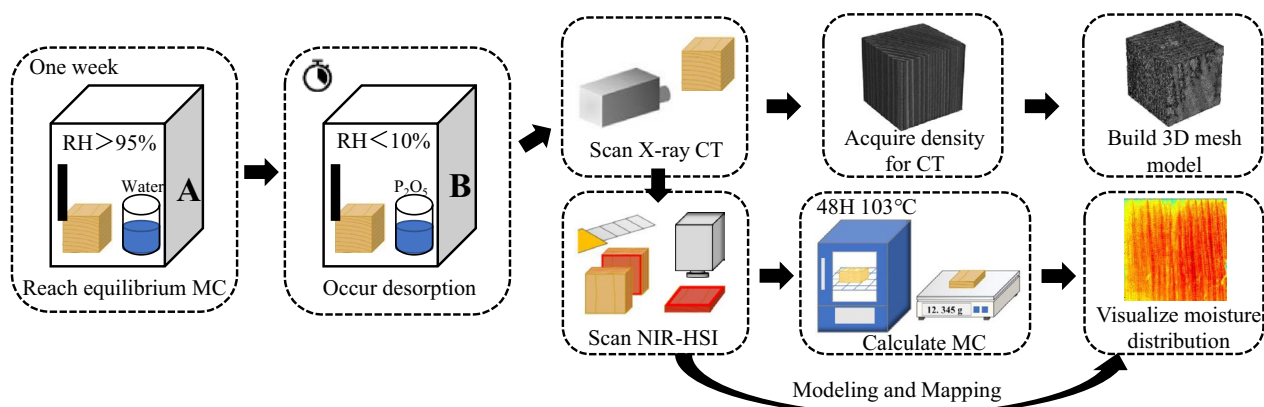 One week
RH＞95%
Water
A
Reach equilibrium MC
RH＜10%
P₂O₅
B
Occur desorption
Scan X-ray CT
Acquire density
for CT
Build 3D mesh
model
Scan NIR-HSI
48H 103℃
12. 345 g
Calculate MC
Visualize moisture
distribution
Modeling and Mapping